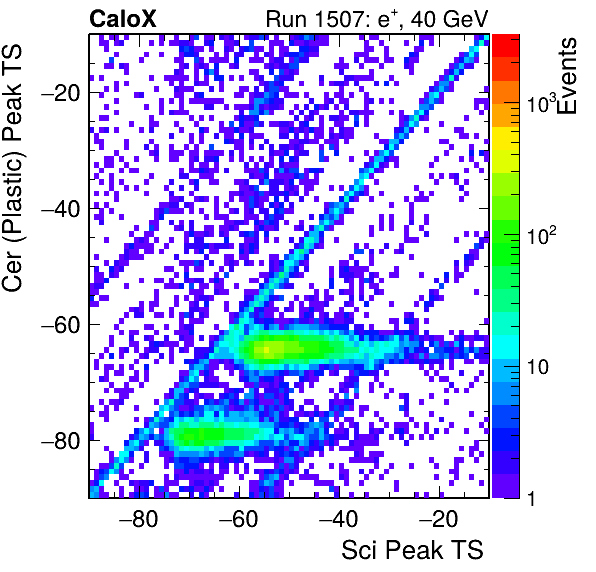 CaloX Run 1507: e⁺, 40 GeV
Cer (Plastic) Peak TS
−20
−40
−60
−80
−80 −60 −40 −20
Sci Peak TS
Events
10³
10²
10
1